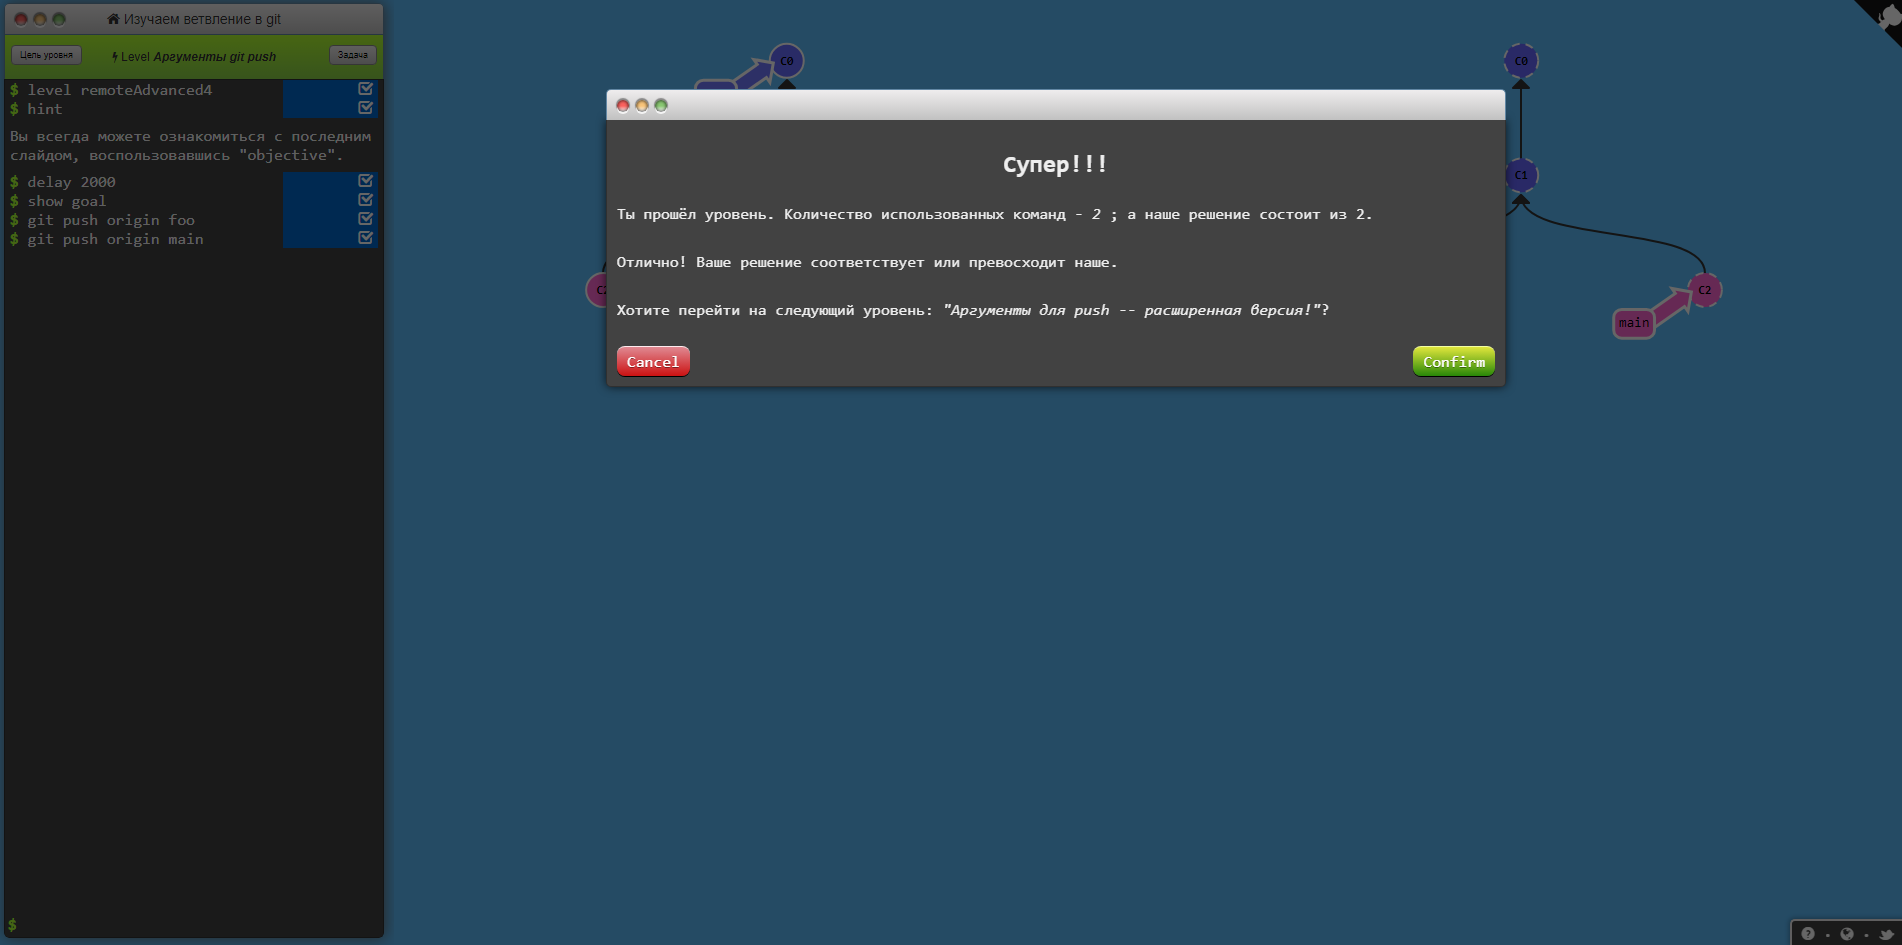 Изучаем ветвление в git
Цель уровня
Level Аргументы git push
Задача
$ level remoteAdvanced4
$ hint
Вы всегда можете ознакомиться с последним
слайдом, воспользовавшись "objective".
$ delay 2000
$ show goal
$ git push origin foo
$ git push origin main
$
C0
Супер!!!
Ты прошёл уровень. Количество использованных команд - 2 ; а наше решение состоит из 2.
Отлично! Ваше решение соответствует или превосходит наше.
Хотите перейти на следующий уровень: "Аргументы для push -- расширенная версия!"?
Cancel
Confirm
C0
C1
C2
main